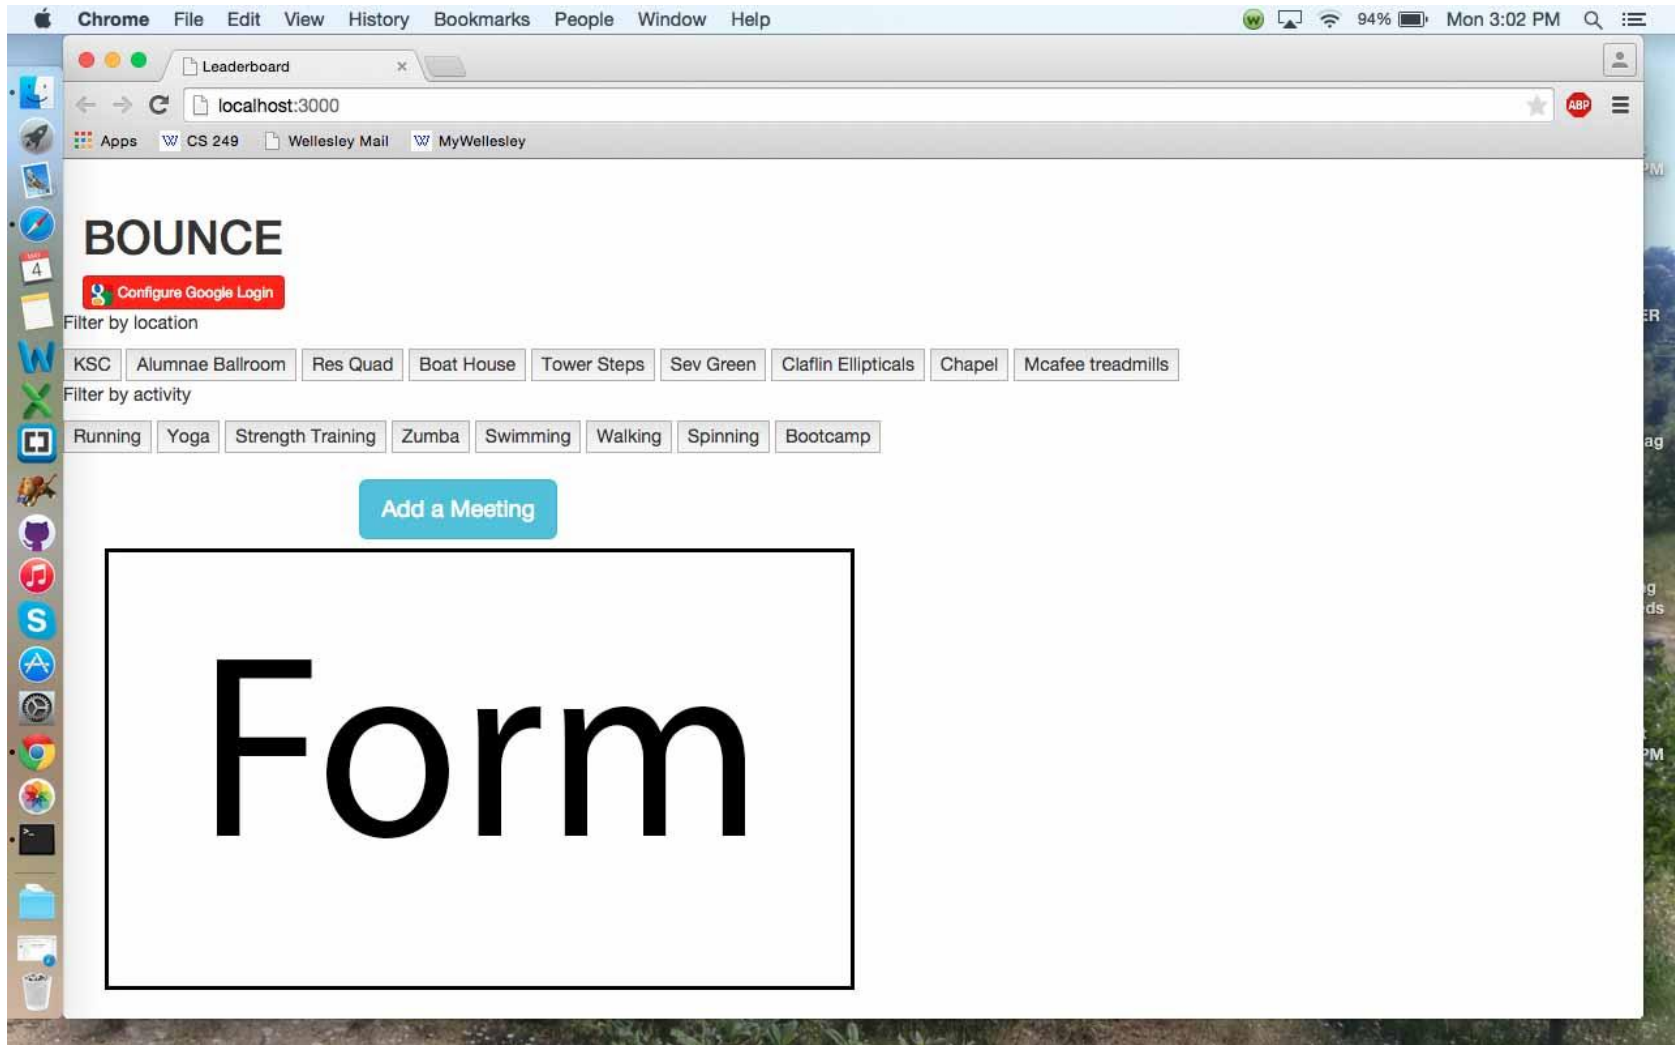 Chrome File Edit View History Bookmarks People Window Help 94% Mon 3:02 PM
Leaderboard
localhost:3000
ABP
Apps CS 249 Wellesley Mail MyWellesley
BOUNCE
Configure Google Login
Filter by location
KSC Alumnae Ballroom Res Quad Boat House Tower Steps Sev Green Claflin Ellipticals Chapel Mcafee treadmills
Filter by activity
Running Yoga Strength Training Zumba Swimming Walking Spinning Bootcamp
Add a Meeting
Form